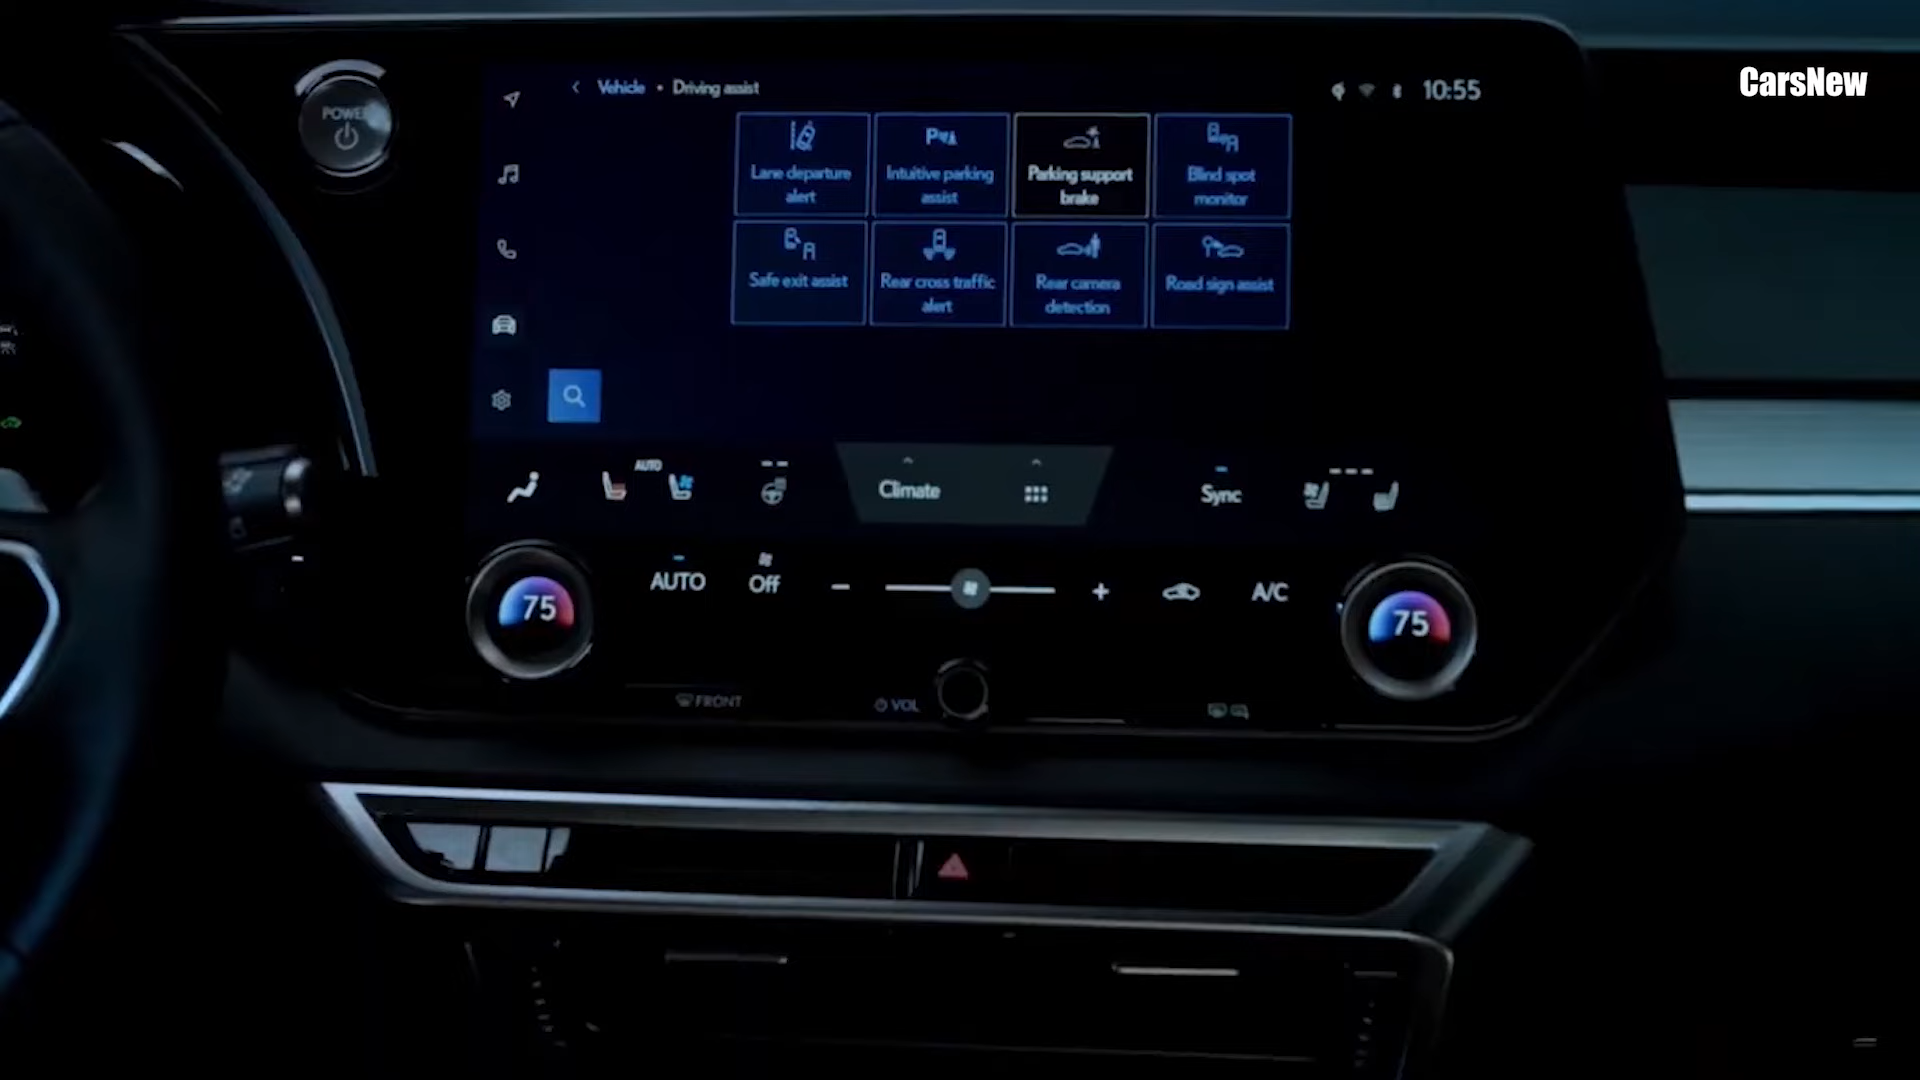 CarsNew
POWER
Vehicle • Driving assist
10:55
Lane departure
alert
Intuitive parking
assist
Parking support
brake
Blind spot
monitor
Safe exit assist
Rear cross traffic
alert
Rear camera
detection
Road sign assist
AUTO
Climate
Sync
75
AUTO
Off
A/C
75
FRONT
VOL